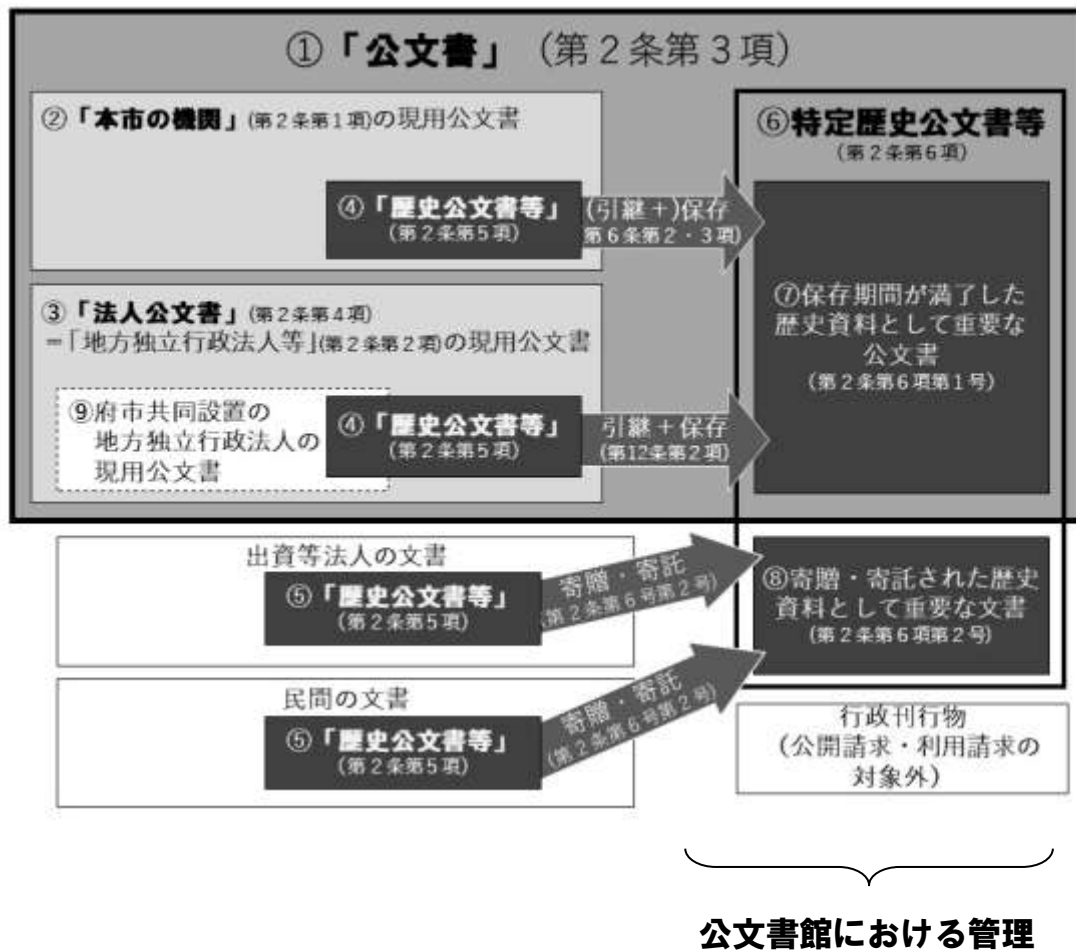 ①「公文書」（第２条第３項）
②「本市の機関」(第２条第１項)の現用公文書
④「歴史公文書等」
(第２条第５項)
(引継＋)保存
第６条第２・３項)
⑥特定歴史公文書等
(第２条第６項)
⑦保存期間が満了した
歴史資料として重要な
公文書
(第２条第６項第１号)
③「法人公文書」(第２条第４項)
＝「地方独立行政法人等」(第２条第２項)の現用公文書
⑨府市共同設置の
地方独立行政法人の
現用公文書
④「歴史公文書等」
(第２条第５項)
引継＋保存
(第12条第２項)
出資等法人の文書
⑤「歴史公文書等」
(第２条第５項)
寄贈・寄託
(第２条第６号第２号)
⑧寄贈・寄託された歴史
資料として重要な文書
(第２条第６項第２号)
民間の文書
⑤「歴史公文書等」
(第２条第５項)
寄贈・寄託
(第２条第６号第２号)
行政刊行物
（公開請求・利用請求の
対象外）
公文書館における管理